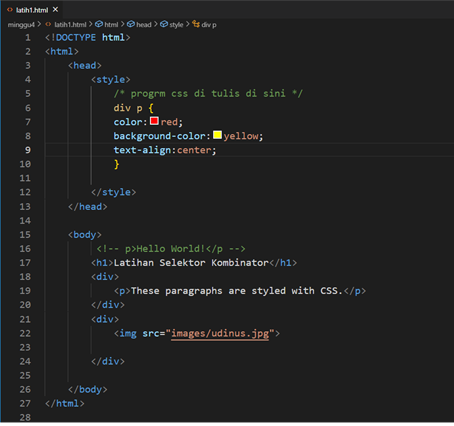 latih1.html
minggu4 > latih1.html > html > head > style > div p
1 <!DOCTYPE html>
2 <html>
3 <head>
4 <style>
5 /* progrm css di tulis di sini */
6 div p {
7 color:red;
8 background-color:yellow;
9 text-align:center;
10 }
11
12 </style>
13 </head>
14
15 <body>
16 <!-- p>Hello World!</p -->
17 <h1>Latihan Selektor Kombinator</h1>
18 <div>
19 <p>These paragraphs are styled with CSS.</p>
20 </div>
21 <div>
22 <img src="images/udinus.jpg">
23
24 </div>
25
26 </body>
27 </html>
28